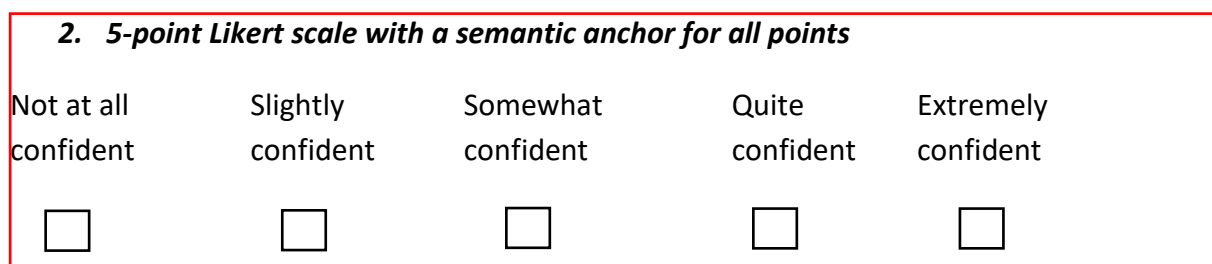 2. 5-point Likert scale with a semantic anchor for all points
Not at all confident
Slightly confident
Somewhat confident
Quite confident
Extremely confident